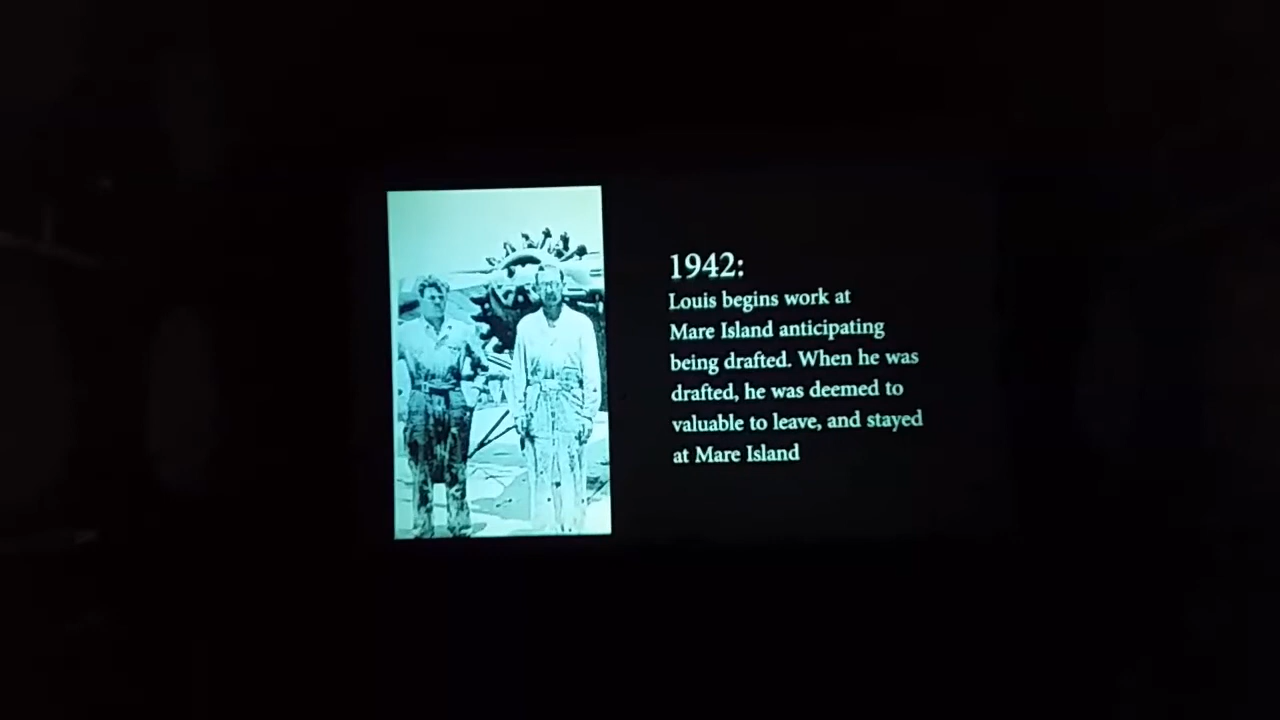 1942:
Louis begins work at
Mare Island anticipating
being drafted. When he was
drafted, he was deemed to
valuable to leave, and stayed
at Mare Island